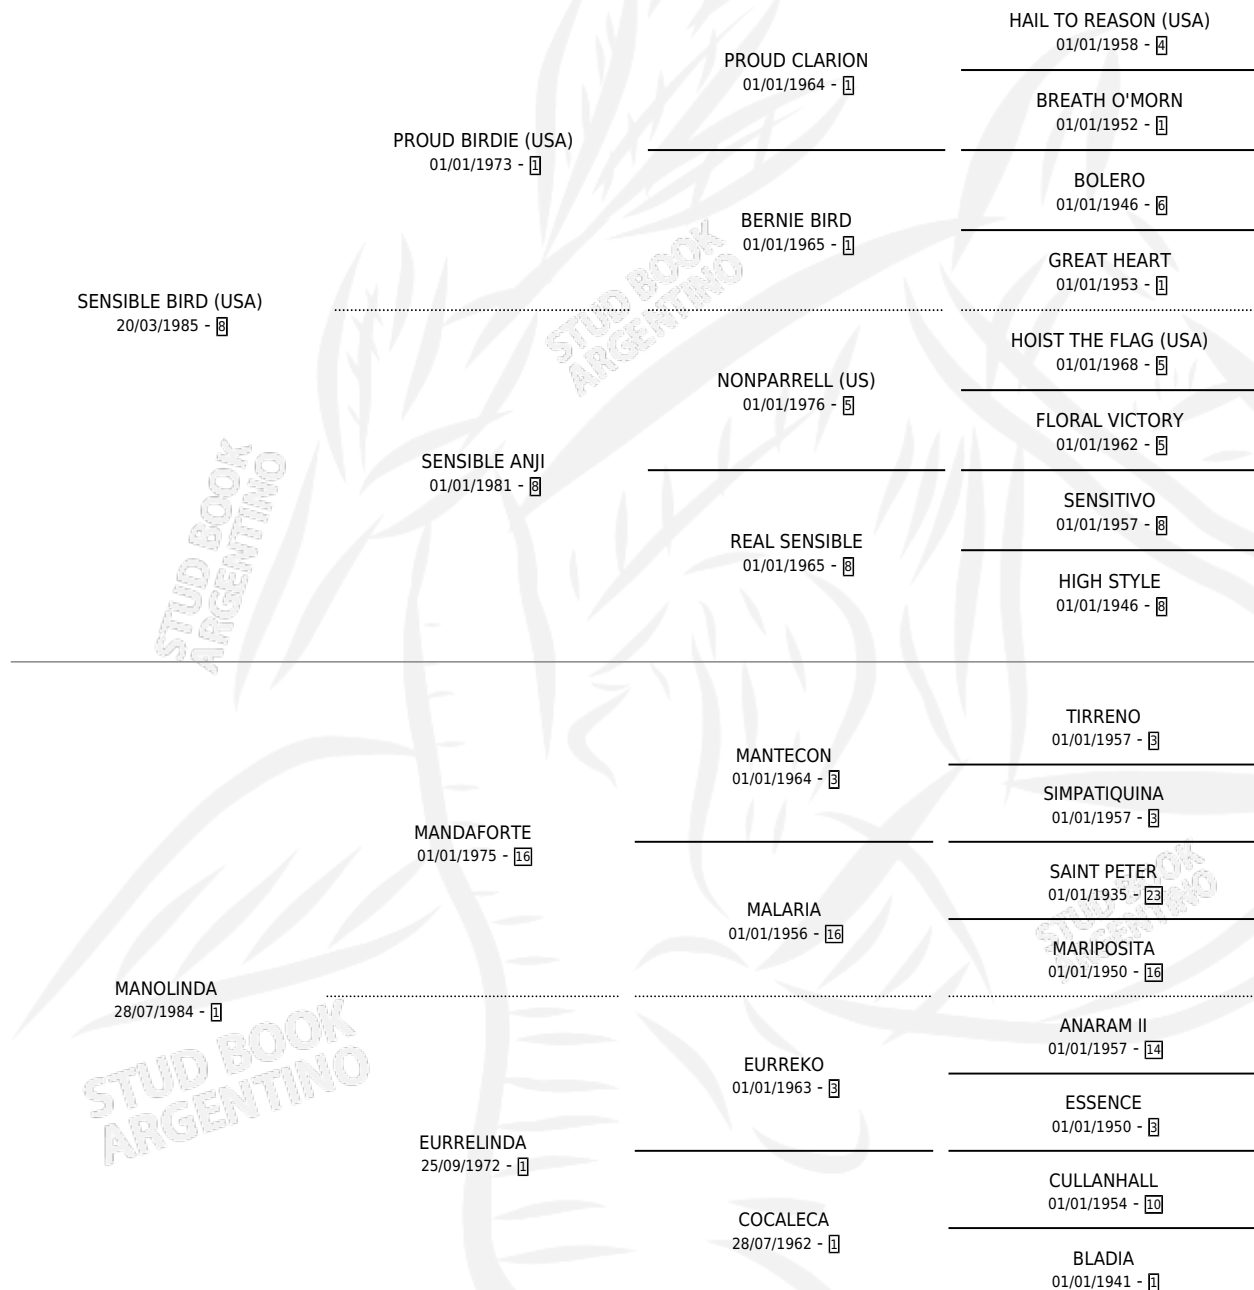 HAIL TO REASON (USA)
01/01/1958 - 4
PROUD CLARION
01/01/1964 - 1
BREATH O'MORN
01/01/1952 - 1
PROUD BIRDIE (USA)
01/01/1973 - 1
BOLERO
01/01/1946 - 6
BERNIE BIRD
01/01/1965 - 1
GREAT HEART
01/01/1953 - 1
SENSIBLE BIRD (USA)
20/03/1985 - 8
HOIST THE FLAG (USA)
01/01/1968 - 5
NONPARRELL (US)
01/01/1976 - 5
FLORAL VICTORY
01/01/1962 - 5
SENSIBLE ANJI
01/01/1981 - 8
SENSITIVO
01/01/1957 - 8
REAL SENSIBLE
01/01/1965 - 8
HIGH STYLE
01/01/1946 - 8
TIRRENO
01/01/1957 - 3
MANTECON
01/01/1964 - 3
SIMPATIQUINA
01/01/1957 - 3
MANDAFORTE
01/01/1975 - 16
SAINT PETER
01/01/1935 - 23
MALARIA
01/01/1956 - 16
MARIPOSITA
01/01/1950 - 16
MANOLINDA
28/07/1984 - 1
ANARAM II
01/01/1957 - 14
EURREKO
01/01/1963 - 3
ESSENCE
01/01/1950 - 3
EURRELINDA
25/09/1972 - 1
CULLANHALL
01/01/1954 - 10
COCALECA
28/07/1962 - 1
BLADIA
01/01/1941 - 1
STUD BOOK
ARGENTINO
STUD BOOK
ARGENTINO
STUD BOOK
ARGENTINO
STUD BOOK
ARGENTINO